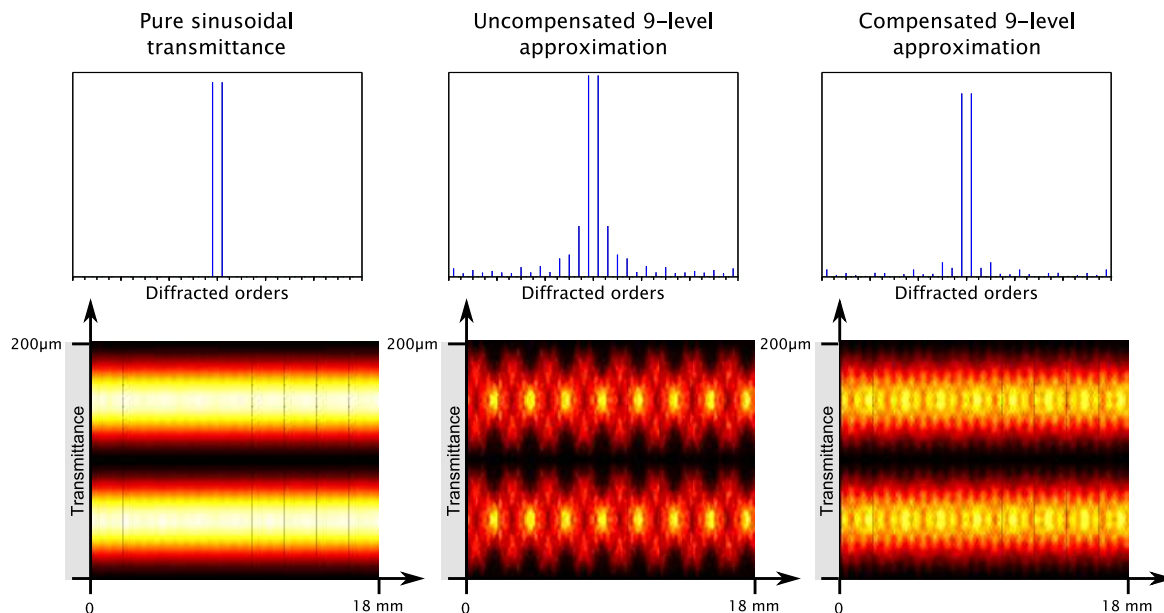 Pure sinusoidal
transmittance
Uncompensated 9-level
approximation
Compensated 9-level
approximation
Diffracted orders
Diffracted orders
Diffracted orders
200µm
Transmittance
0
18 mm
200µm
Transmittance
0
18 mm
200µm
Transmittance
0
18 mm